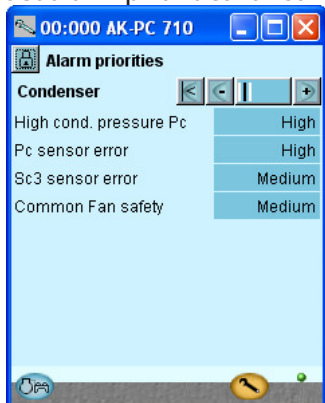 00:000 AK-PC 710
Alarm priorities
Condenser
High cond. pressure Pc High
Pc sensor error High
Sc3 sensor error Medium
Common Fan safety Medium